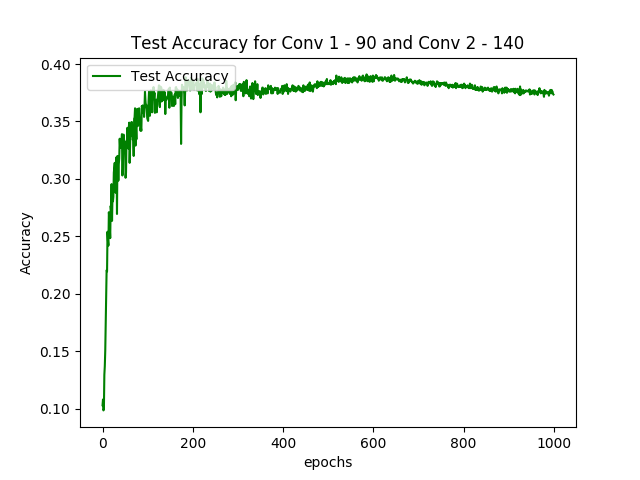 Test Accuracy for Conv 1 - 90 and Conv 2 - 140
Test Accuracy
0.40
0.35
0.30
0.25
0.20
0.15
0.10
Accuracy
0 200 400 600 800 1000
epochs